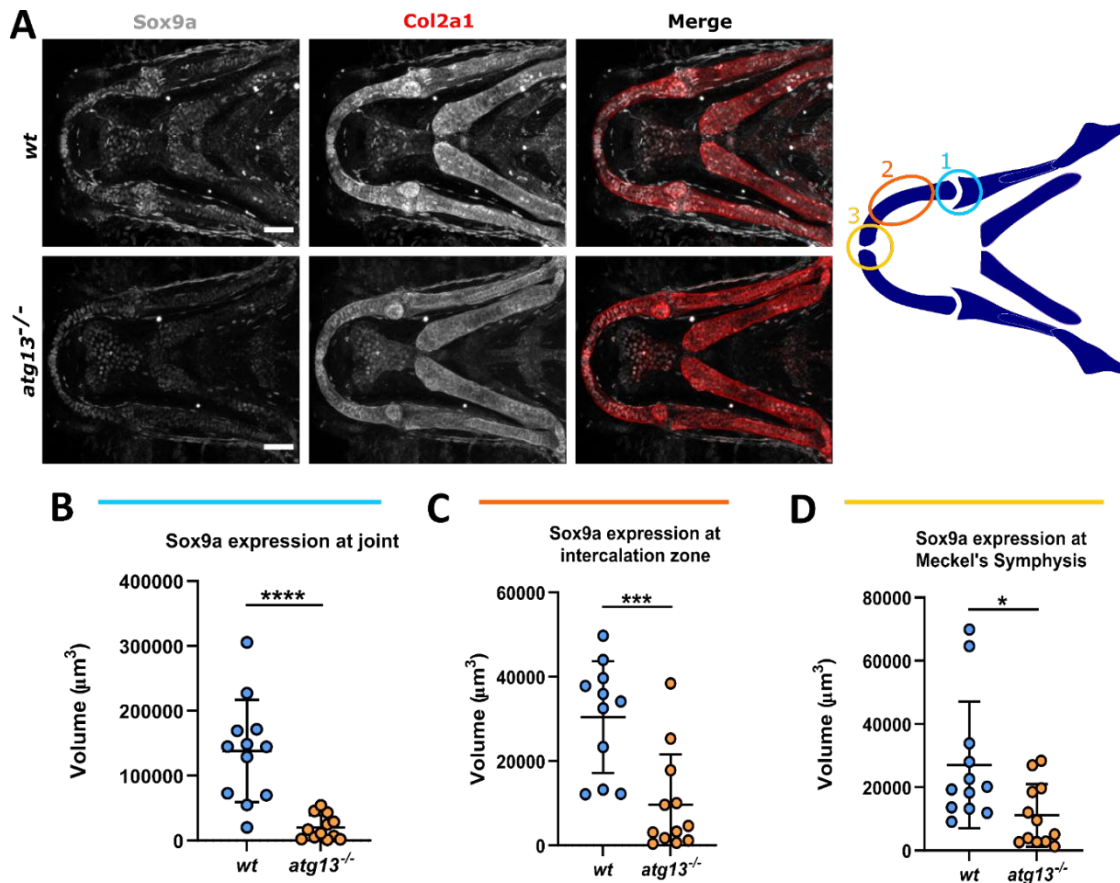 A
Sox9a
Col2a1
Merge
wt
atg13-/-
1
2
3
B
Sox9a expression at joint
400000
300000
200000
100000
0
Volume (μm3)
****
wt
atg13-/-
C
Sox9a expression at
intercalation zone
60000
40000
20000
0
Volume (μm3)
***
wt
atg13-/-
D
Sox9a expression at
Meckel's Symphysis
80000
60000
40000
20000
0
Volume (μm3)
*
wt
atg13-/-